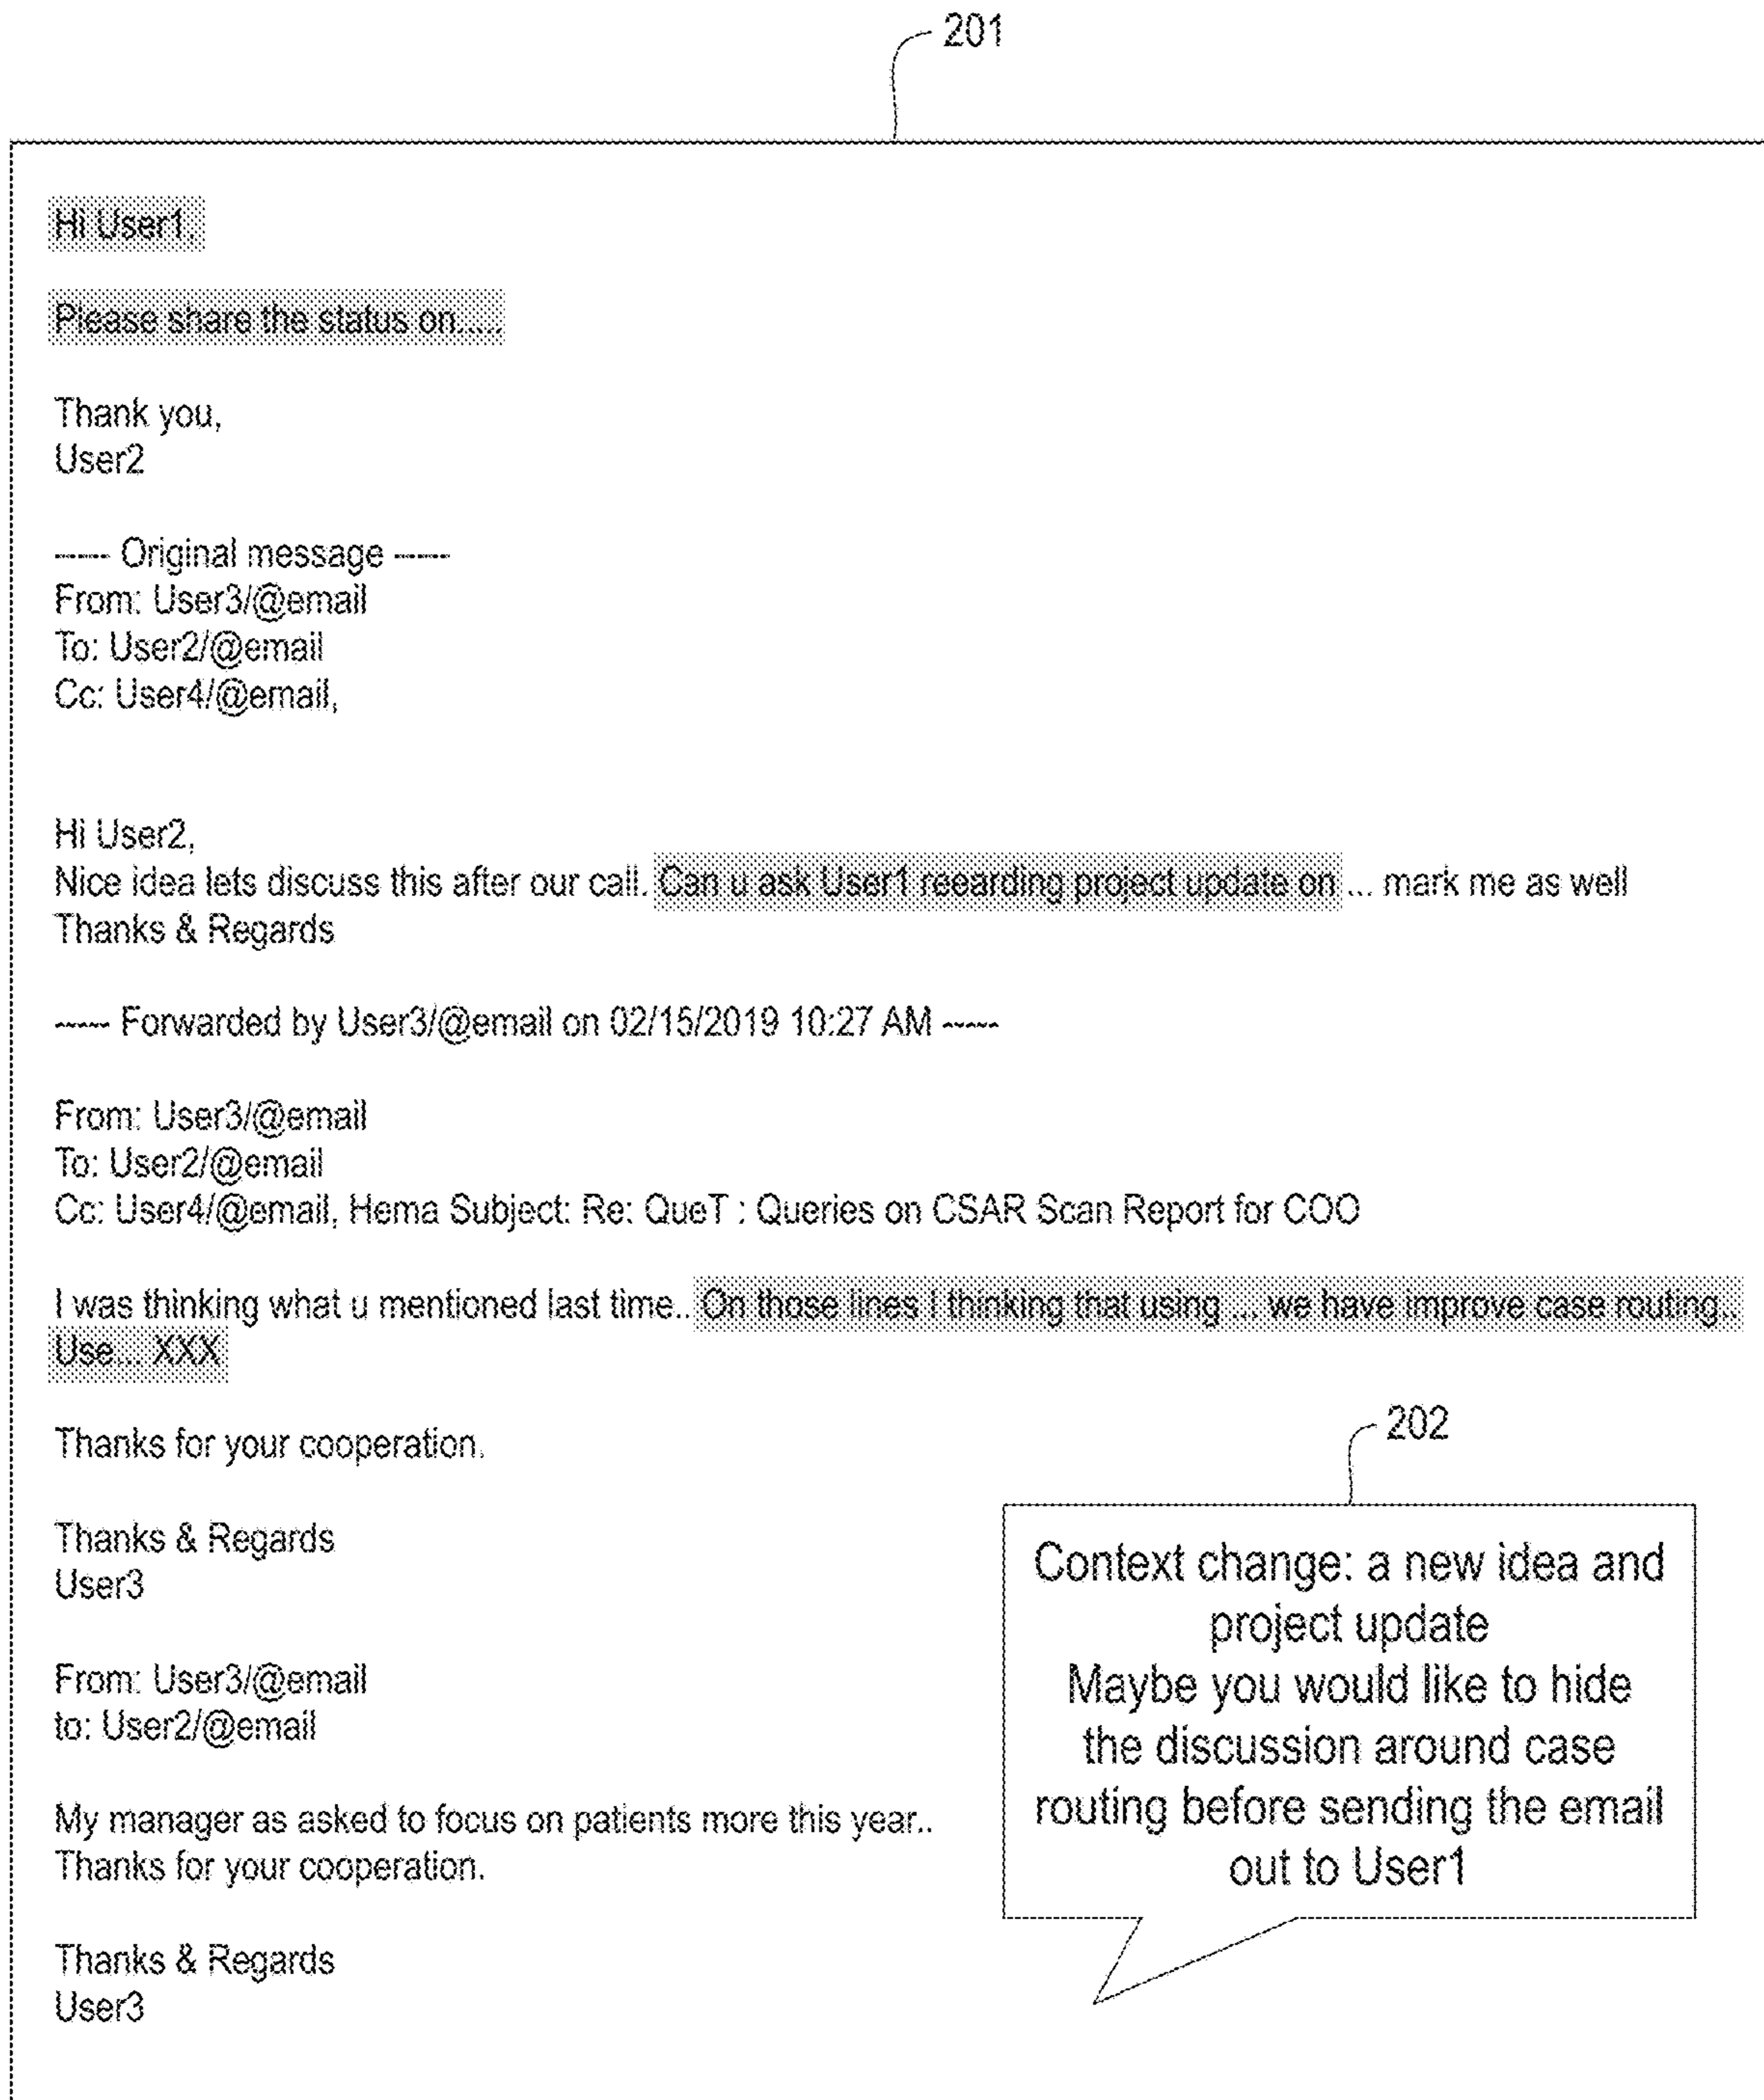 201
Hi User1,
Please share the status on.....
Thank you,
User2
----- Original message -----
From: User3/@email
To: User2/@email
Cc: User4/@email,
Hi User2,
Nice idea lets discuss this after our call. Can u ask User1 reearding project update on ... mark me as well
Thanks & Regards
----- Forwarded by User3/@email on 02/15/2019 10:27 AM -----
From: User3/@email
To: User2/@email
Cc: User4/@email, Hema Subject: Re: QueT : Queries on CSAR Scan Report for COO
I was thinking what u mentioned last time.. On those lines I thinking that using ... we have improve case routing..
Use... XXX
Thanks for your cooperation.
Thanks & Regards
User3
From: User3/@email
to: User2/@email
My manager as asked to focus on patients more this year..
Thanks for your cooperation.
Thanks & Regards
User3
202
Context change: a new idea and
project update
Maybe you would like to hide
the discussion around case
routing before sending the email
out to User1